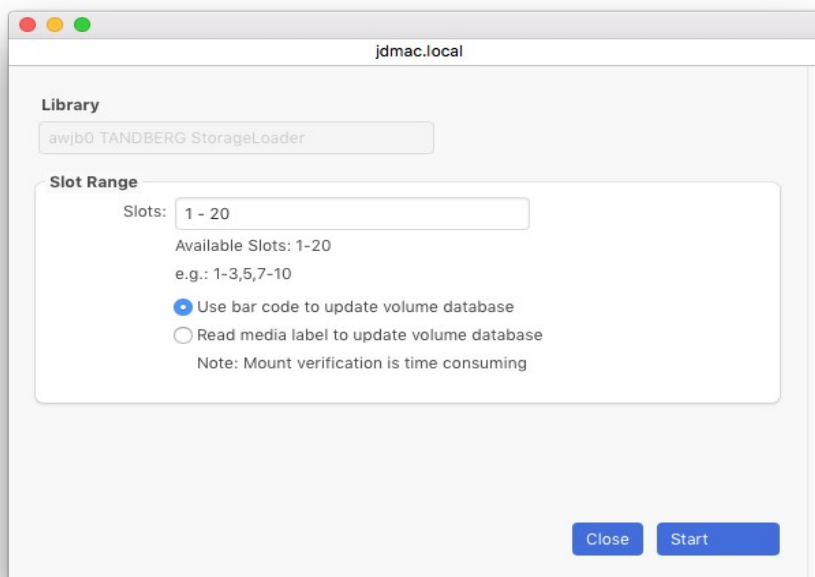 jdmac.local
Library
awjb0 TANDBERG StorageLoader
Slot Range
Slots: 1 - 20
Available Slots: 1-20
e.g.: 1-3,5,7-10
Use bar code to update volume database
Read media label to update volume database
Note: Mount verification is time consuming
Close Start